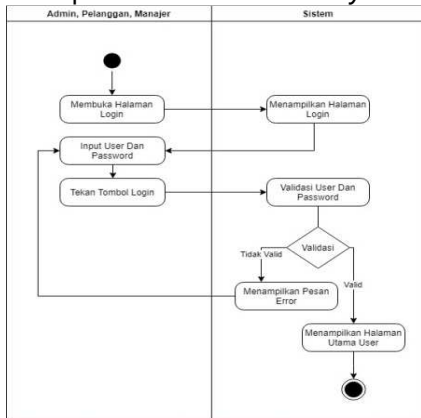 Admin, Pelanggan, Manajer
Sistem
Membuka Halaman
Login
Menampilkan Halaman
Login
Input User Dan
Password
Tekan Tombol Login
Validasi User Dan
Password
Validasi
Tidak Valid
Valid
Menampilkan Pesan
Error
Menampilkan Halaman
Utama User